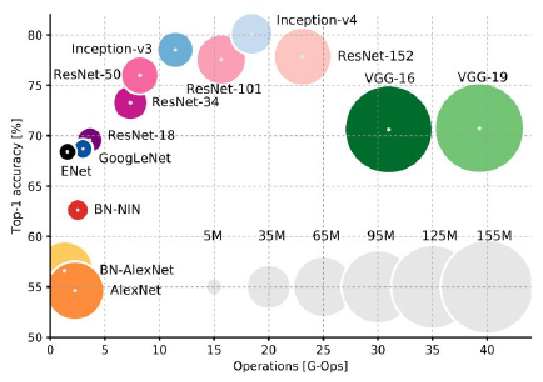 Inception-v4
80
Inception-v3
ResNet-152
ResNet-50
VGG-16
VGG-19
75
ResNet-101
ResNet-34
70
ResNet-18
GoogLeNet
ENet
65
BN-NIN
60
5M 35M 65M 95M 125M 155M
BN-AlexNet
55
AlexNet
50
0 5 10 15 20 25 30 35 40
Operations [G-Ops]
Top-1 accuracy [%]